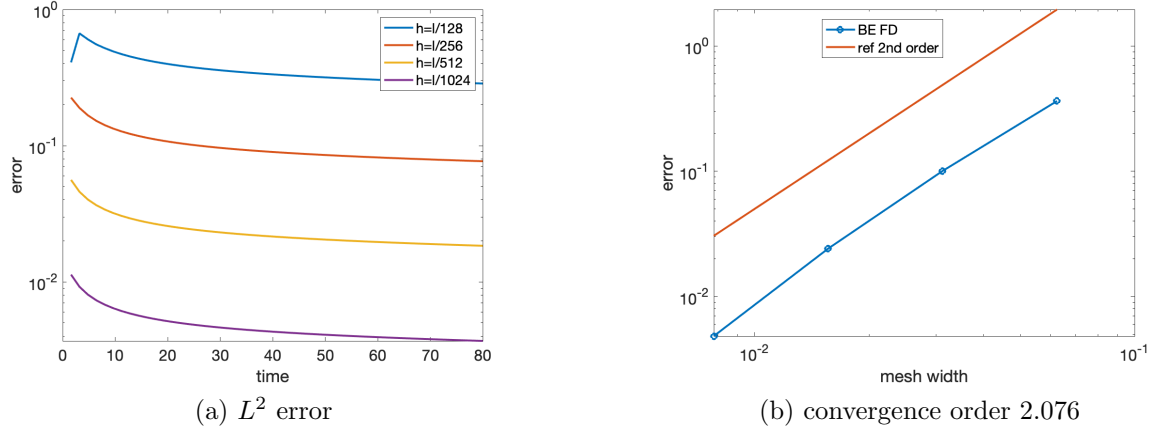 10^0
10^-1
10^-2
error
0 10 20 30 40 50 60 70 80
time
h=l/128
h=l/256
h=l/512
h=l/1024
(a) L^2 error
10^0
10^-1
10^-2
error
10^-2 10^-1
mesh width
BE FD
ref 2nd order
(b) convergence order 2.076